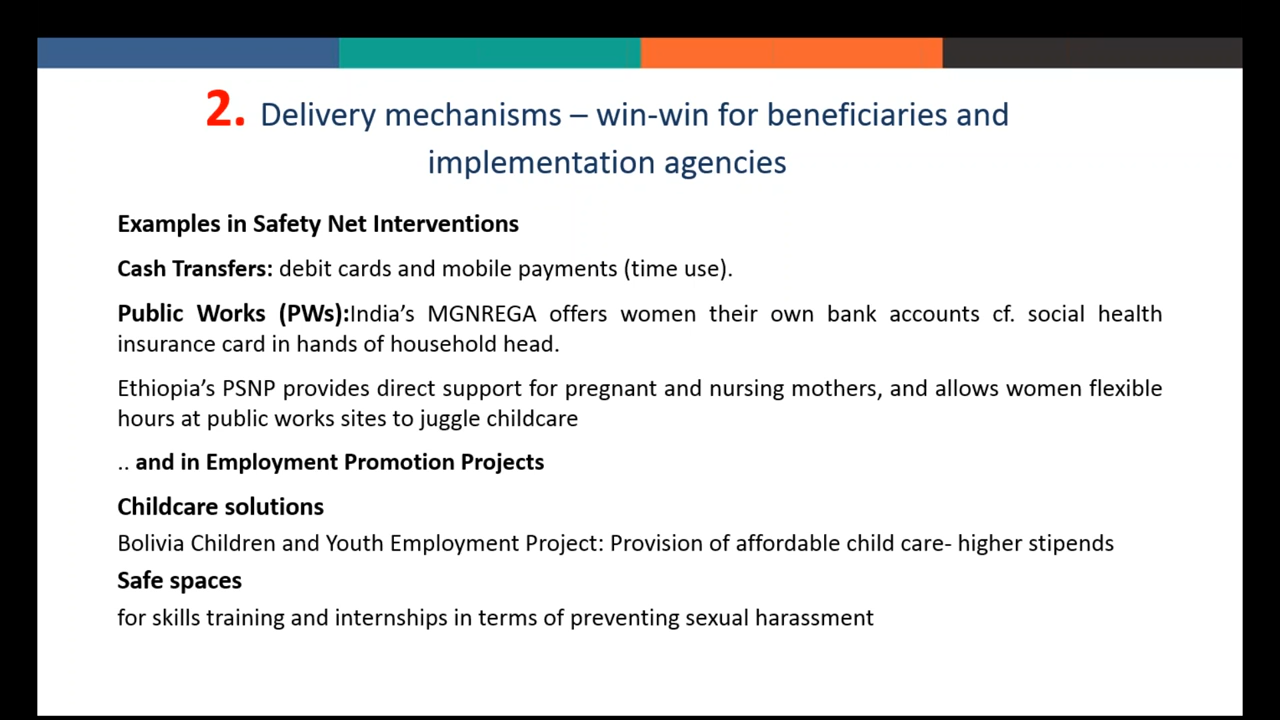 2. Delivery mechanisms – win-win for beneficiaries and
implementation agencies
Examples in Safety Net Interventions
Cash Transfers: debit cards and mobile payments (time use).
Public Works (PWs):India’s MGNREGA offers women their own bank accounts cf. social health
insurance card in hands of household head.
Ethiopia’s PSNP provides direct support for pregnant and nursing mothers, and allows women flexible
hours at public works sites to juggle childcare
.. and in Employment Promotion Projects
Childcare solutions
Bolivia Children and Youth Employment Project: Provision of affordable child care- higher stipends
Safe spaces
for skills training and internships in terms of preventing sexual harassment